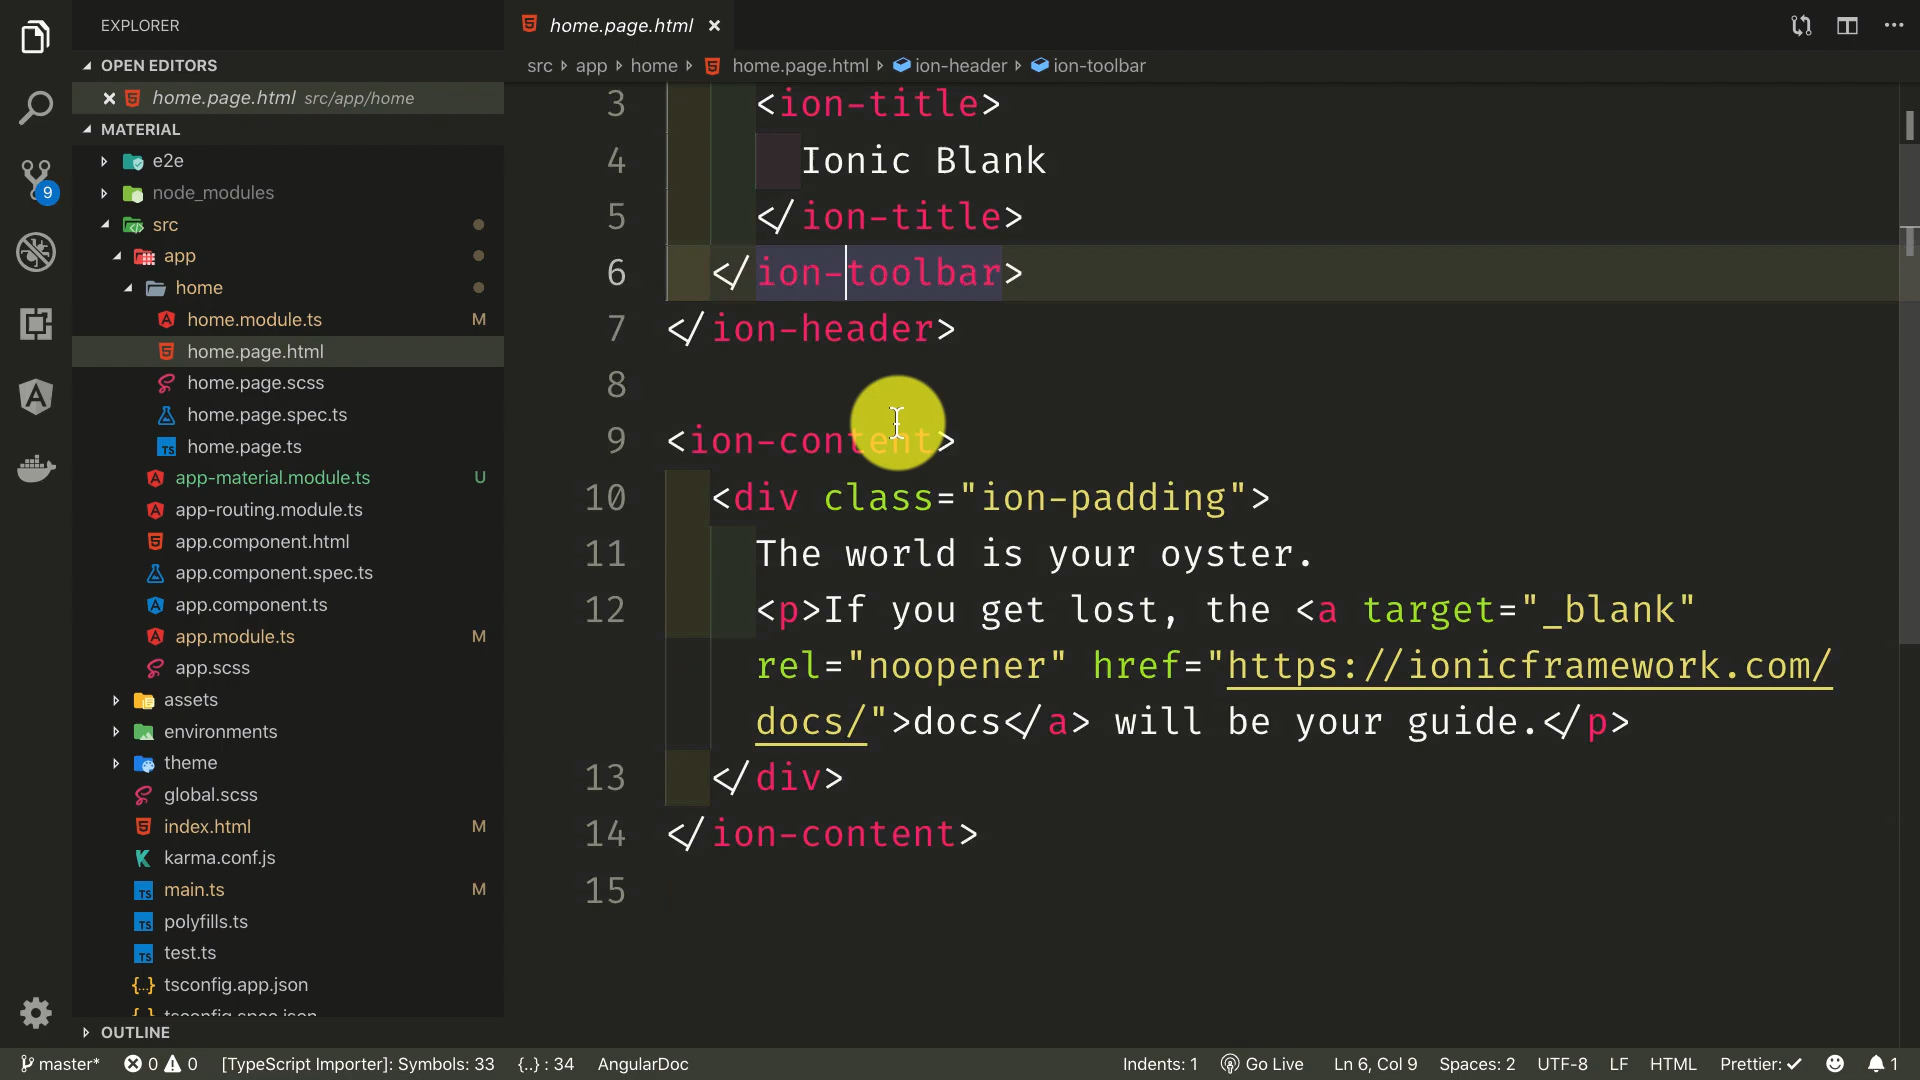 EXPLORER
OPEN EDITORS
home.page.html src/app/home
MATERIAL
e2e
node_modules
src
app
home
home.module.ts M
home.page.html
home.page.scss
home.page.spec.ts
home.page.ts
app-material.module.ts U
app-routing.module.ts
app.component.html
app.component.spec.ts
app.component.ts
app.module.ts M
app.scss
assets
environments
theme
global.scss
index.html M
karma.conf.js
main.ts M
polyfills.ts
test.ts
tsconfig.app.json
tsconfig.spec.json
OUTLINE
9
home.page.html
src app home home.page.html ion-header ion-toolbar
3 <ion-title>
4 Ionic Blank
5 </ion-title>
6 </ion-toolbar>
7 </ion-header>
8
9 <ion-content>
10 <div class="ion-padding">
11 The world is your oyster.
12 <p>If you get lost, the <a target="_blank"
rel="noopener" href="https://ionicframework.com/
docs/">docs</a> will be your guide.</p>
13 </div>
14 </ion-content>
15
master* 0 0 [TypeScript Importer]: Symbols: 33 {..} : 34 AngularDoc Indents: 1 Go Live Ln 6, Col 9 Spaces: 2 UTF-8 LF HTML Prettier: ✓ 1